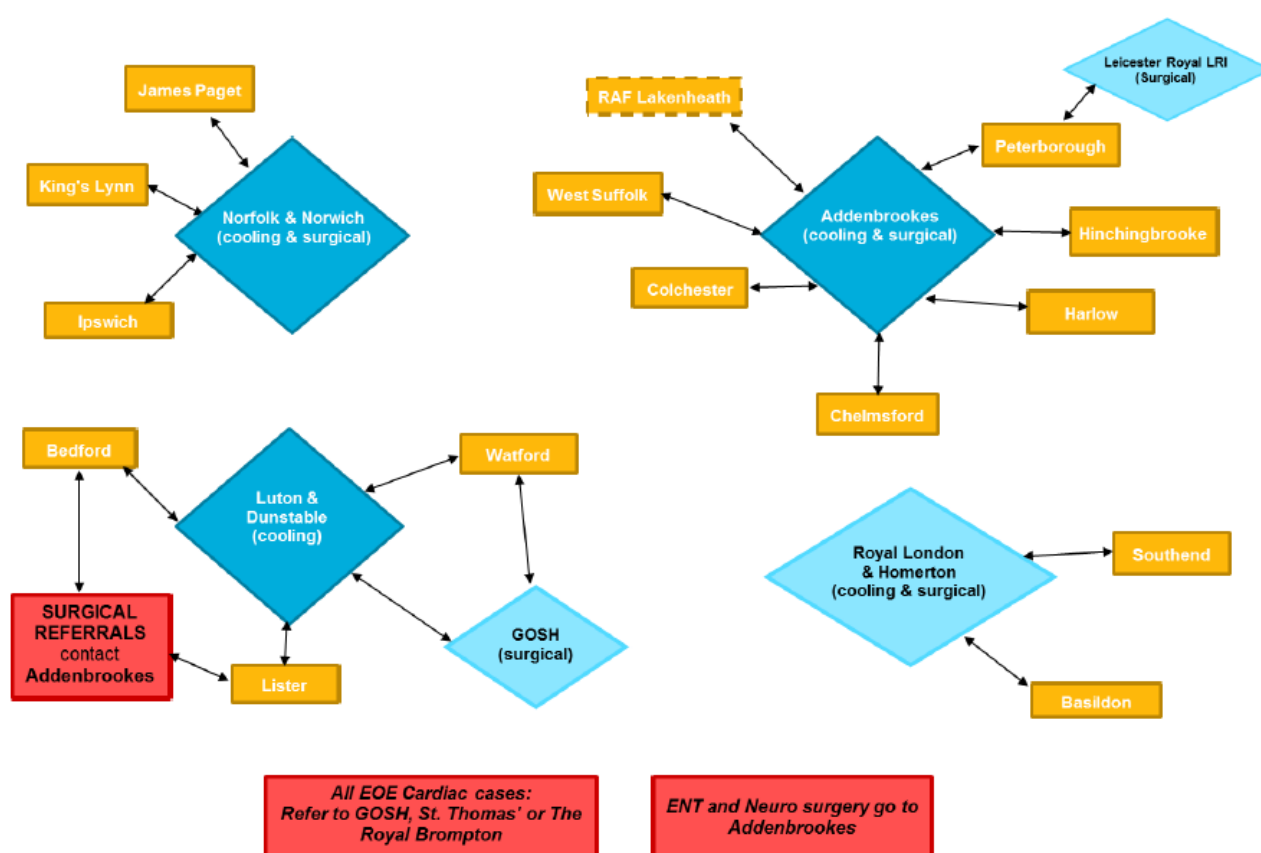 James Paget
King's Lynn
Norfolk & Norwich
(cooling & surgical)
Ipswich
Leicester Royal LRI
(Surgical)
RAF Lakenheath
Peterborough
West Suffolk
Addenbrookes
(cooling & surgical)
Hinchingbrooke
Colchester
Harlow
Chelmsford
Bedford
Watford
Luton &
Dunstable
(cooling)
SURGICAL
REFERRALS
contact
Addenbrookes
Lister
GOSH
(surgical)
Royal London
& Homerton
(cooling & surgical)
Southend
Basildon
All EOE Cardiac cases:
Refer to GOSH, St. Thomas' or The
Royal Brompton
ENT and Neuro surgery go to
Addenbrookes